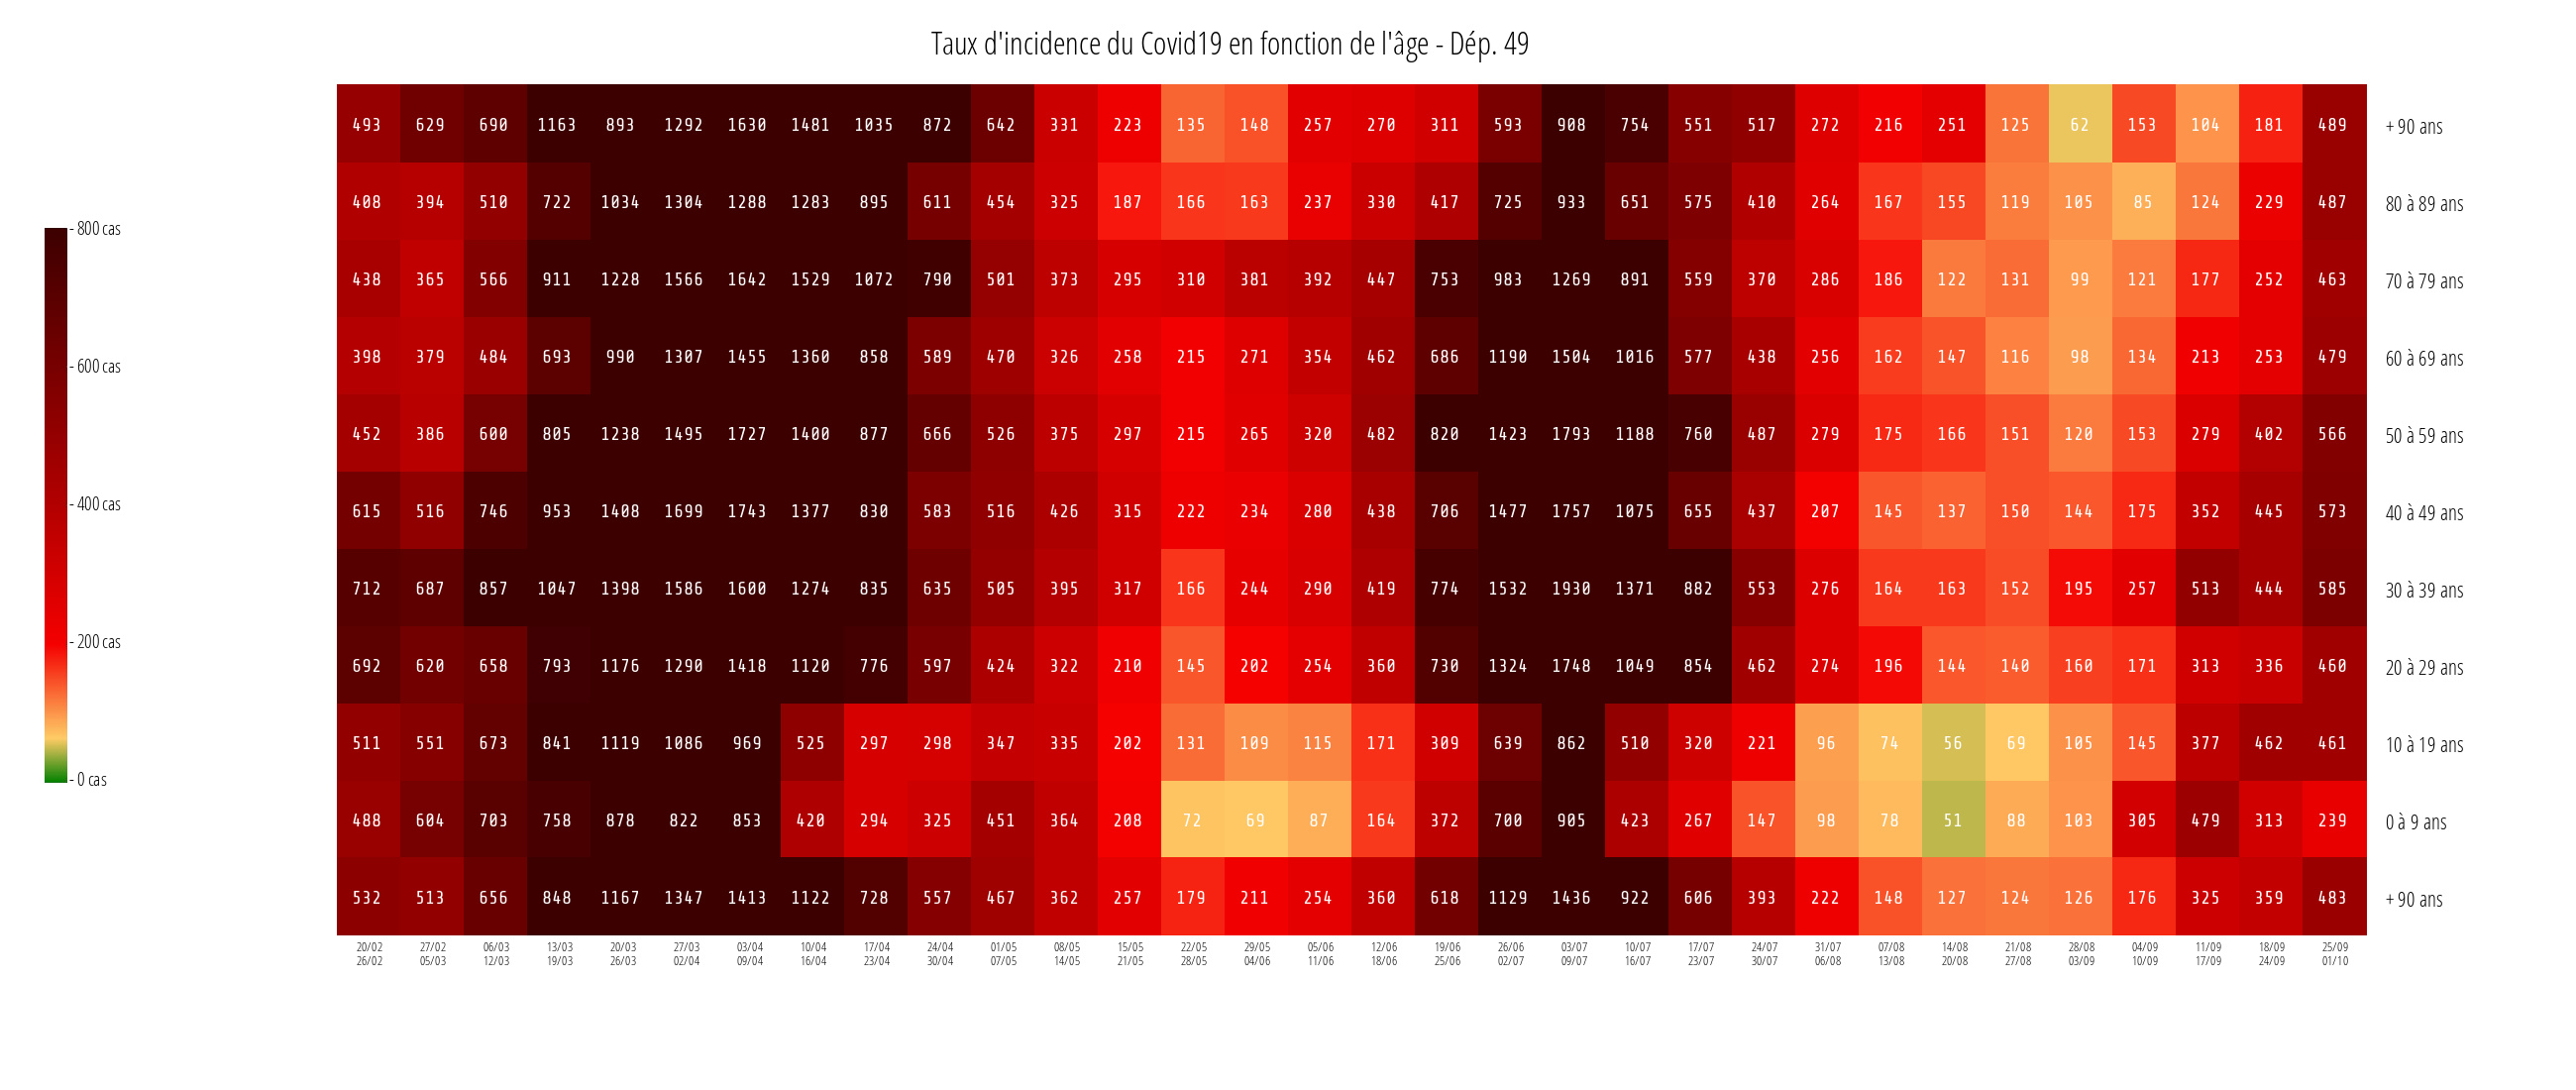 Taux d'incidence du Covid19 en fonction de l'âge - Dép. 49
493 629 690 1163 893 1292 1630 1481 1035 872 642 331 223 135 148 257 270 311 593 908 754 551 517 272 216 251 125 62 153 104 181 489 + 90 ans
408 394 510 722 1034 1304 1288 1283 895 611 454 325 187 166 163 237 330 417 725 933 651 575 410 264 167 155 119 105 85 124 229 487 80 à 89 ans
- 800 cas
438 365 566 911 1228 1566 1642 1529 1072 790 501 373 295 310 381 392 447 753 983 1269 891 559 370 286 186 122 131 99 121 177 252 463 70 à 79 ans
398 379 484 693 990 1307 1455 1360 858 589 470 326 258 215 271 354 462 686 1190 1504 1016 577 438 256 162 147 116 98 134 213 253 479 60 à 69 ans
- 600 cas
452 386 600 805 1238 1495 1727 1400 877 666 526 375 297 215 265 320 482 820 1423 1793 1188 760 487 279 175 166 151 120 153 279 402 566 50 à 59 ans
- 400 cas
615 516 746 953 1408 1699 1743 1377 830 583 516 426 315 222 234 280 438 706 1477 1757 1075 655 437 207 145 137 150 144 175 352 445 573 40 à 49 ans
712 687 857 1047 1398 1586 1600 1274 835 635 505 395 317 166 244 290 419 774 1532 1930 1371 882 553 276 164 163 152 195 257 513 444 585 30 à 39 ans
- 200 cas
692 620 658 793 1176 1290 1418 1120 776 597 424 322 210 145 202 254 360 730 1324 1748 1049 854 462 274 196 144 140 160 171 313 336 460 20 à 29 ans
511 551 673 841 1119 1086 969 525 297 298 347 335 202 131 109 115 171 309 639 862 510 320 221 96 74 56 69 105 145 377 462 461 10 à 19 ans
- 0 cas
488 604 703 758 878 822 853 420 294 325 451 364 208 72 69 87 164 372 700 905 423 267 147 98 78 51 88 103 305 479 313 239 0 à 9 ans
532 513 656 848 1167 1347 1413 1122 728 557 467 362 257 179 211 254 360 618 1129 1436 922 606 393 222 148 127 124 126 176 325 359 483 + 90 ans
20/02 27/02 06/03 13/03 20/03 27/03 03/04 10/04 17/04 24/04 01/05 08/05 15/05 22/05 29/05 05/06 12/06 19/06 26/06 03/07 10/07 17/07 24/07 31/07 07/08 14/08 21/08 28/08 04/09 11/09 18/09 25/09
26/02 05/03 12/03 19/03 26/03 02/04 09/04 16/04 23/04 30/04 07/05 14/05 21/05 28/05 04/06 11/06 18/06 25/06 02/07 09/07 16/07 23/07 30/07 06/08 13/08 20/08 27/08 03/09 10/09 17/09 24/09 01/10